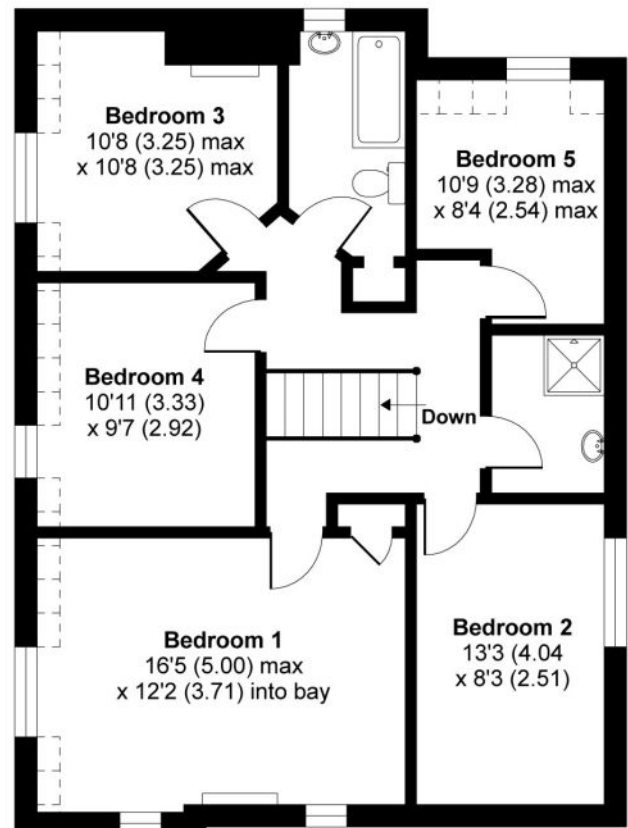 Bedroom 3
10'8 (3.25) max
x 10'8 (3.25) max
Bedroom 5
10'9 (3.28) max
x 8'4 (2.54) max
Bedroom 4
10'11 (3.33)
x 9'7 (2.92)
Down
Bedroom 1
16'5 (5.00) max
x 12'2 (3.71) into bay
Bedroom 2
13'3 (4.04
x 8'3 (2.51)